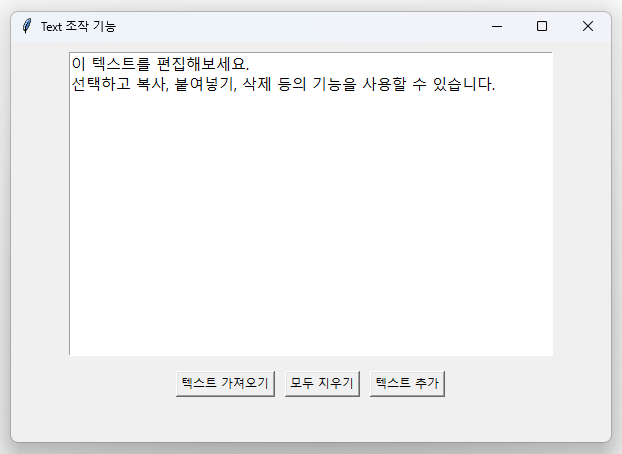 Text 조작 기능
이 텍스트를 편집해보세요.
선택하고 복사, 붙여넣기, 삭제 등의 기능을 사용할 수 있습니다.
텍스트 가져오기 모두 지우기 텍스트 추가